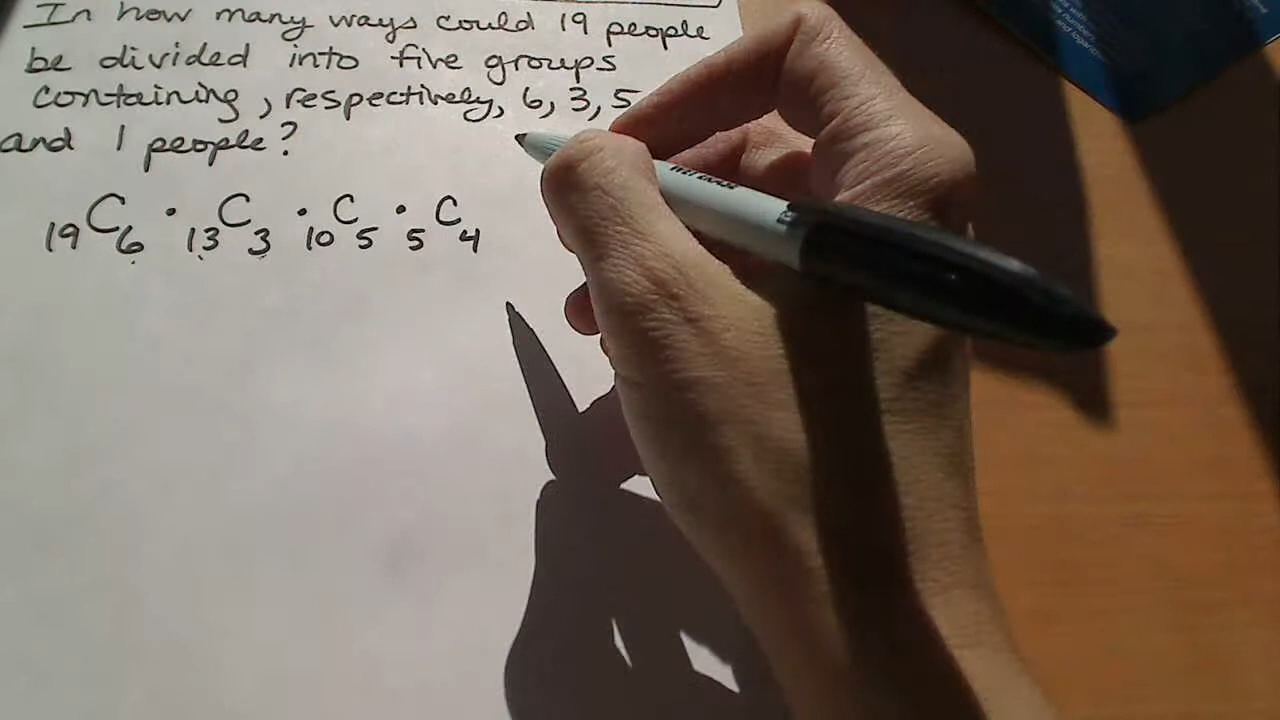 In how many ways could 19 people
be divided into five groups
containing, respectively, 6, 3, 5
and 1 people?
19C6 · 13C3 · 10C5 · 5C4